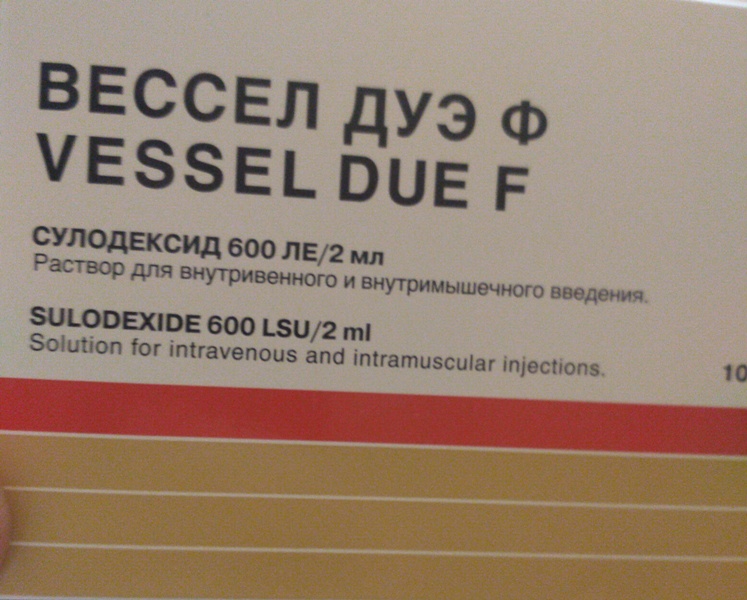 ВЕССЕЛ ДУЭ Ф
VESSEL DUE F
СУЛОДЕКСИД 600 ЛЕ/2 мл
Раствор для внутривенного и внутримышечного введения.
SULODEXIDE 600 LSU/2 ml
Solution for intravenous and intramuscular injections.
10